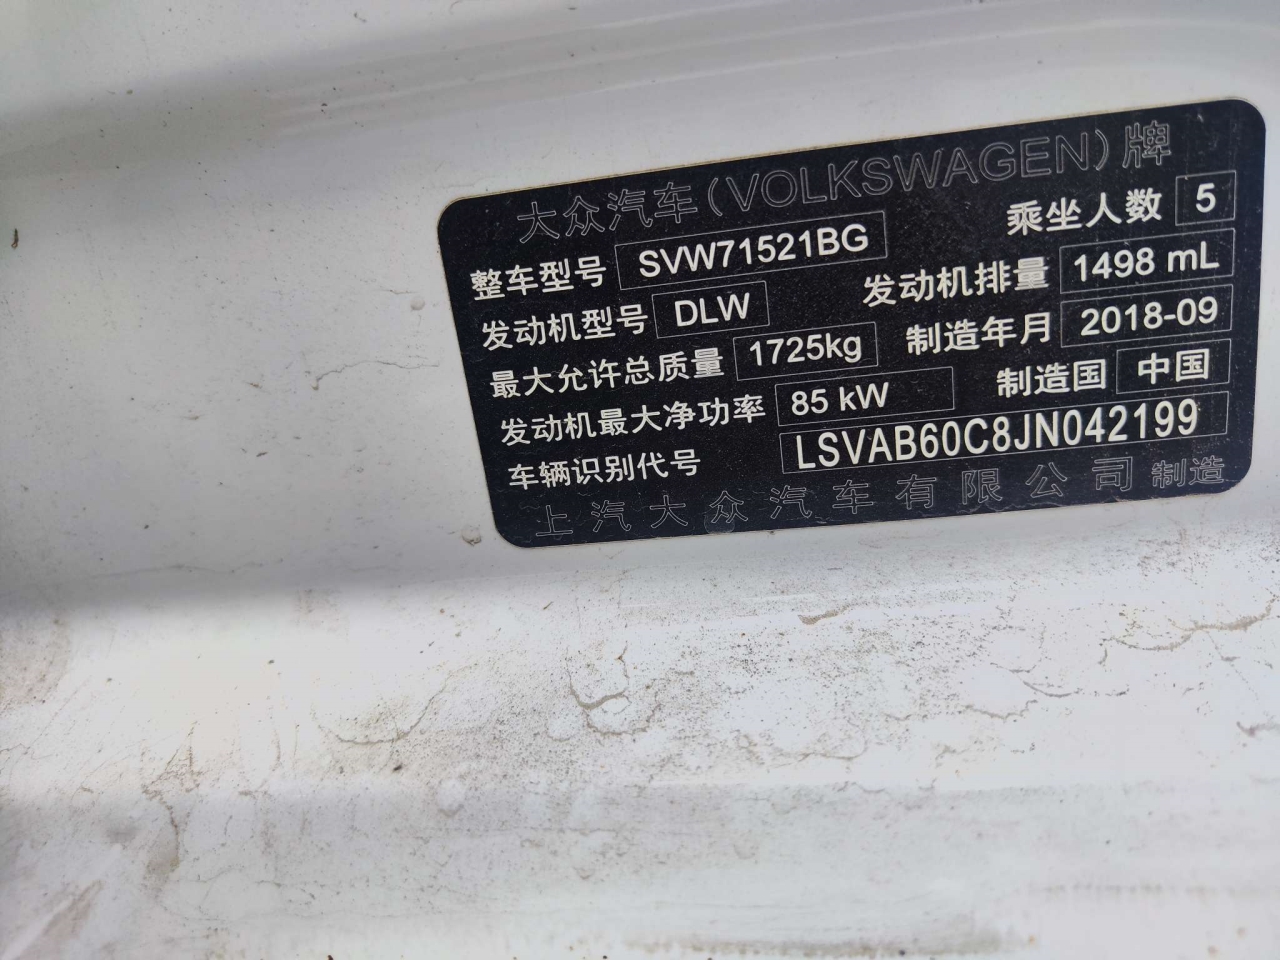 大众汽车(VOLKSWAGEN)牌
整车型号 SVW71521BG 乘坐人数 5
发动机型号 DLW 发动机排量 1498 mL
最大允许总质量 1725kg 制造年月 2018-09
发动机最大净功率 85 kW 制造国 中国
车辆识别代号 LSVAB60C8JN042199
上汽大众汽车有限公司 制造